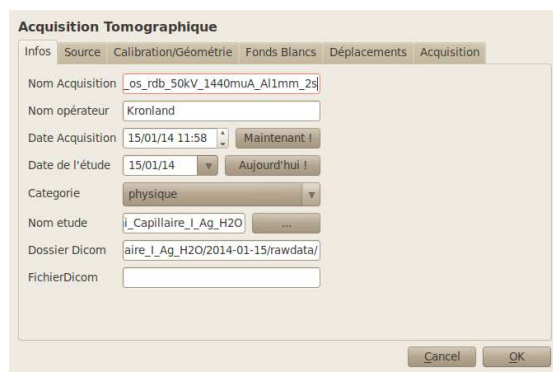 Acquisition Tomographique
Infos Source Calibration/Géométrie Fonds Blancs Déplacements Acquisition
Nom Acquisition _os_rdb_50kV_1440muA_Al1mm_2s
Nom opérateur Kronland
Date Acquisition 15/01/14 11:58 Maintenant !
Date de l'étude 15/01/14 Aujourd'hui !
Categorie physique
Nom etude i_Capillaire_I_Ag_H2O ...
Dossier Dicom aire_I_Ag_H2O/2014-01-15/rawdata/
FichierDicom
Cancel OK